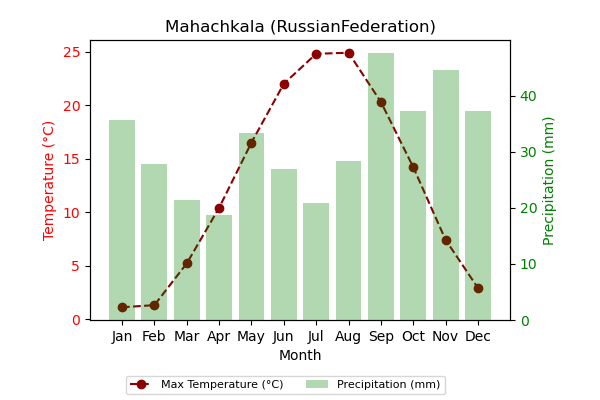 Mahachkala (RussianFederation)
25
20
15
10
5
0
Temperature (°C)
40
30
20
10
0
Precipitation (mm)
Jan Feb Mar Apr May Jun Jul Aug Sep Oct Nov Dec
Month
Max Temperature (°C) Precipitation (mm)